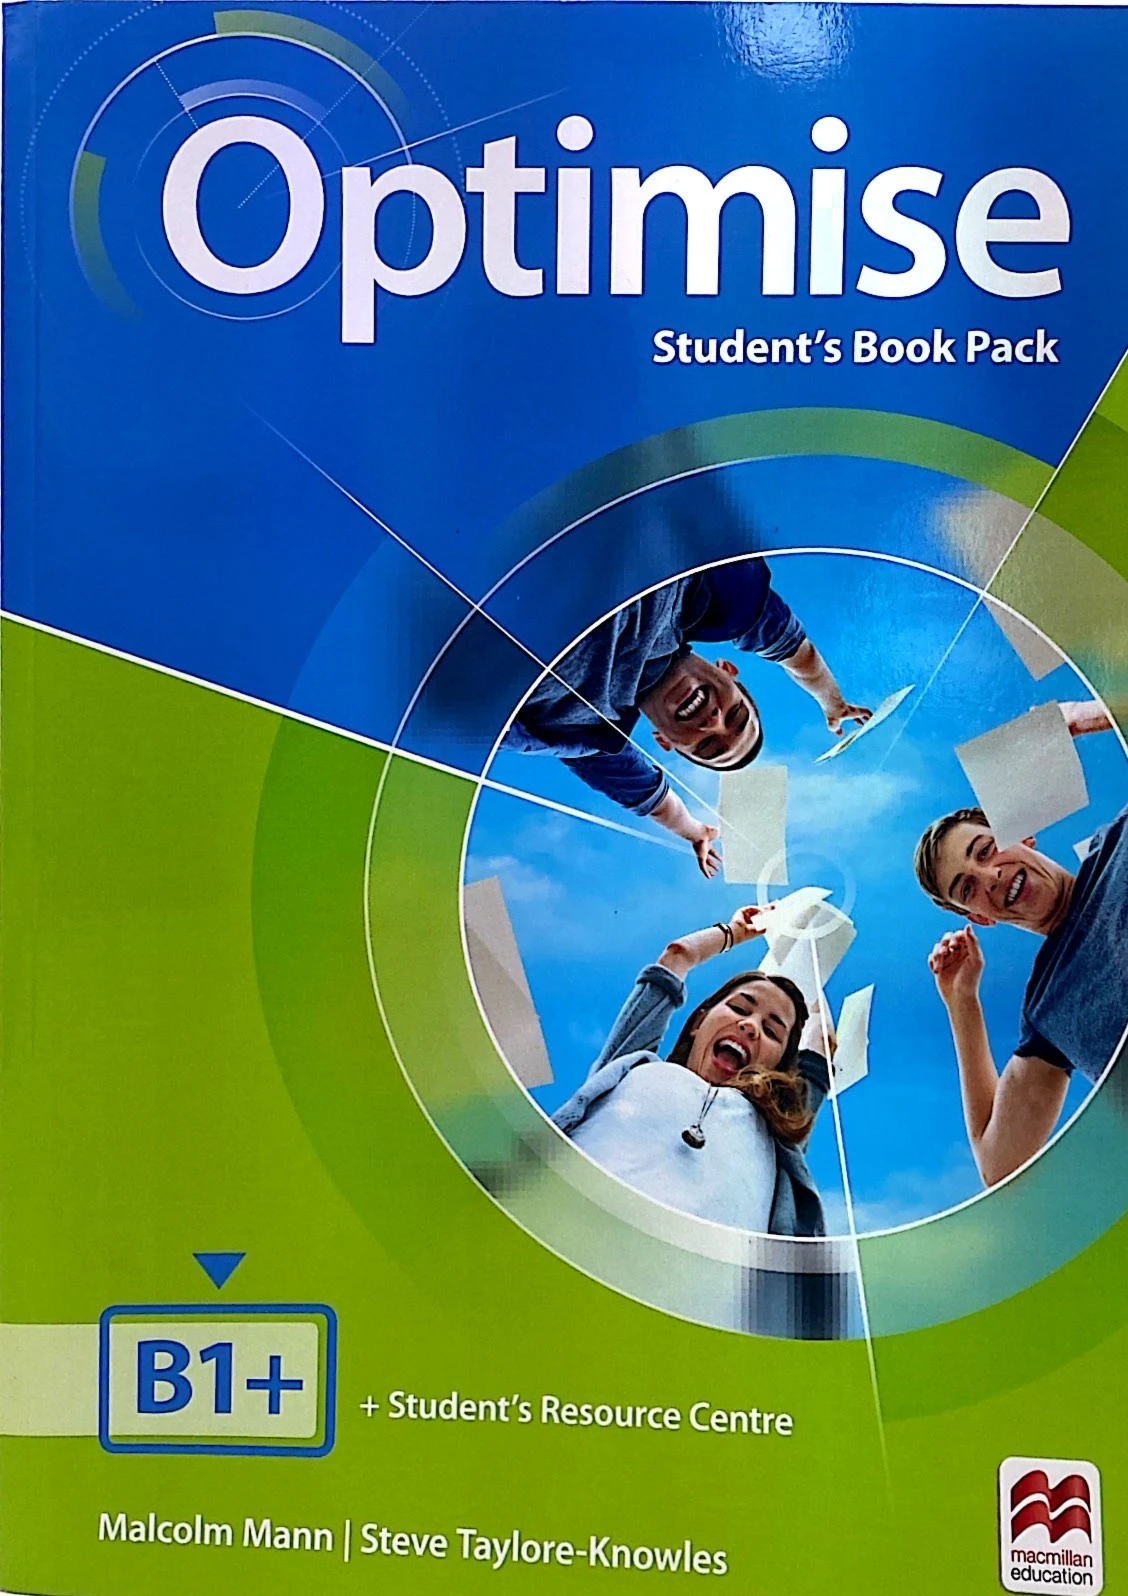 Optimise
Student's Book Pack
B1+
+ Student's Resource Centre
Malcolm Mann | Steve Taylore-Knowles
macmillan
education